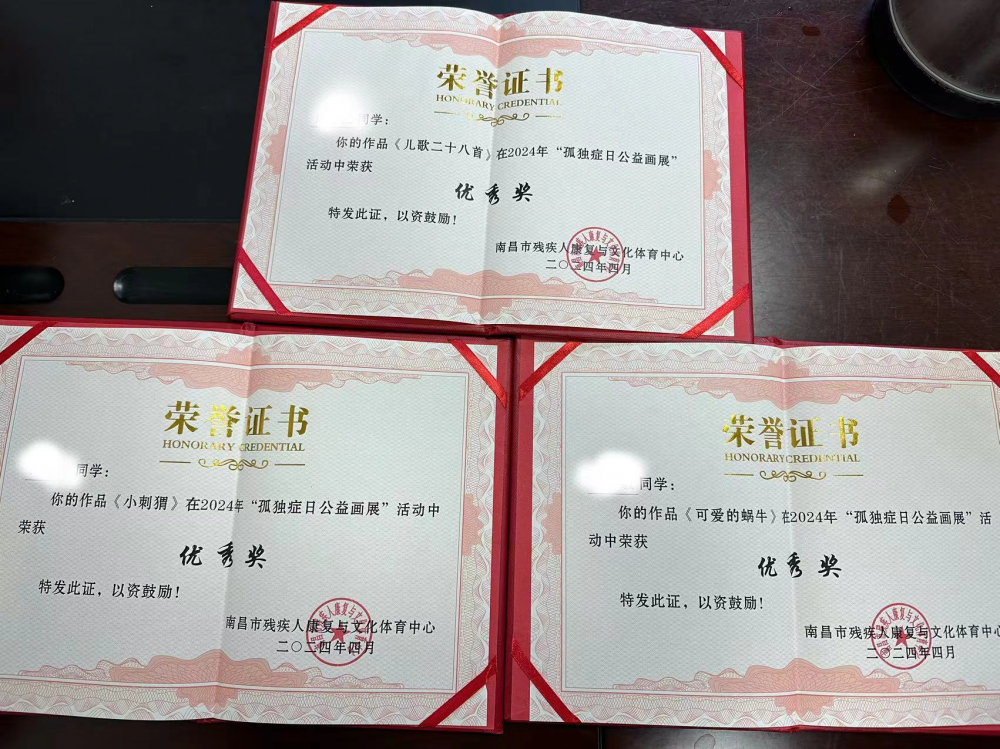 荣誉证书
HONORARY CREDENTIAL
同学：
你的作品《儿歌二十八首》在2024年“孤独症日公益画展”
活动中荣获
优秀奖
特发此证，以资鼓励！
南昌市残疾人康复与文化体育中心
二〇二四年四月
荣誉证书
HONORARY CREDENTIAL
同学：
你的作品《小刺猬》在2024年“孤独症日公益画展”活动中
荣获
优秀奖
特发此证，以资鼓励！
南昌市残疾人康复与文化体育中心
二〇二四年四月
荣誉证书
HONORARY CREDENTIAL
同学：
你的作品《可爱的蜗牛》在2024年“孤独症日公益画展”活
动中荣获
优秀奖
特发此证，以资鼓励！
南昌市残疾人康复与文化体育中心
二〇二四年四月